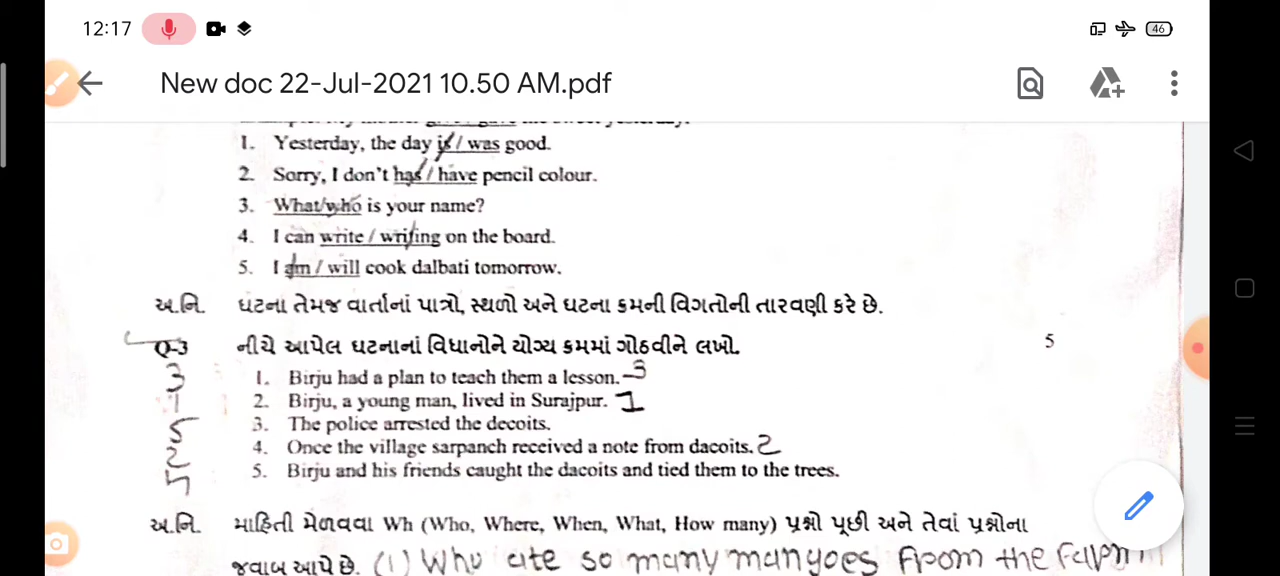 12:17
46
New doc 22-Jul-2021 10.50 AM.pdf
1. Yesterday, the day is / was good.
2. Sorry, I don't has / have pencil colour.
3. What/who is your name?
4. I can write / writing on the board.
5. I am / will cook dalbati tomorrow.
અ.નિ. ઘટના તેમજ વાર્તાનાં પાત્રો, સ્થળો અને ઘટના ક્રમની વિગતોની તારવણી કરે છે.
Q-3 નીચે આપેલ ઘટનાનાં વિધાનોને યોગ્ય ક્રમમાં ગોઠવીને લખો. 5
3 1. Birju had a plan to teach them a lesson. -3
1 2. Birju, a young man, lived in Surajpur. 1
5 3. The police arrested the decoits.
2 4. Once the village sarpanch received a note from dacoits. 2
5. Birju and his friends caught the dacoits and tied them to the trees.
અ.નિ. માહિતી મેળવવા Wh (Who, Where, When, What, How many) પ્રશ્નો પૂછી અને તેવાં પ્રશ્નોના
જવાબ આપે છે. (1) Who ate so many mangoes from the